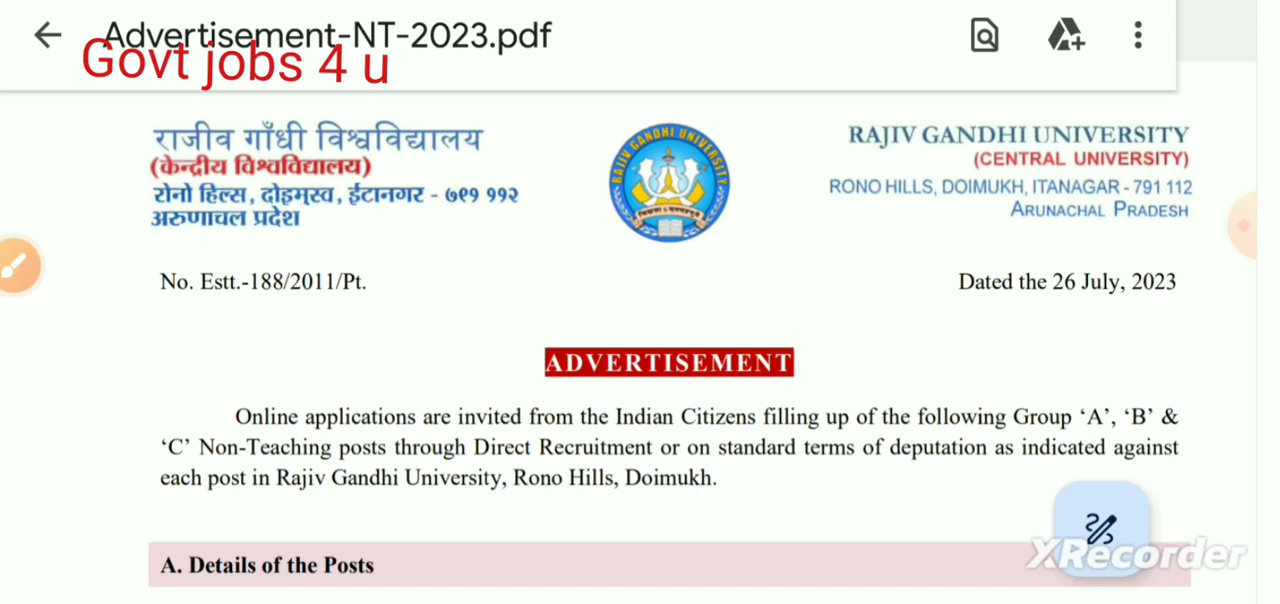 Advertisement-NT-2023.pdf
Govt jobs 4 u
राजीव गाँधी विश्वविद्यालय
(केन्द्रीय विश्वविद्यालय)
रोनो हिल्स, दोइमुख, ईटानगर - ७९१ ११२
अरुणाचल प्रदेश
RAJIV GANDHI UNIVERSITY
RAJIV GANDHI UNIVERSITY
(CENTRAL UNIVERSITY)
RONO HILLS, DOIMUKH, ITANAGAR - 791 112
ARUNACHAL PRADESH
No. Estt.-188/2011/Pt.
Dated the 26 July, 2023
ADVERTISEMENT
Online applications are invited from the Indian Citizens filling up of the following Group ‘A’, ‘B’ &
‘C’ Non-Teaching posts through Direct Recruitment or on standard terms of deputation as indicated against
each post in Rajiv Gandhi University, Rono Hills, Doimukh.
A. Details of the Posts
XRecorder